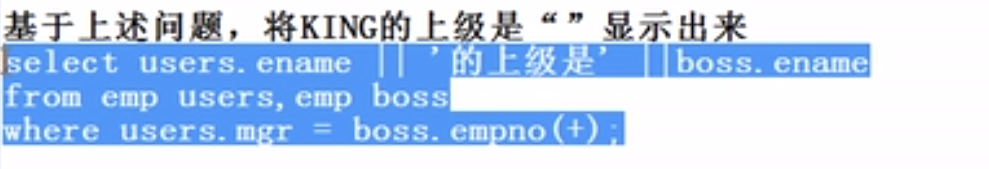 基于上述问题，将KING的上级是“”显示出来
select users.ename || '的上级是' ||boss.ename
from emp users,emp boss
where users.mgr = boss.empno(+);